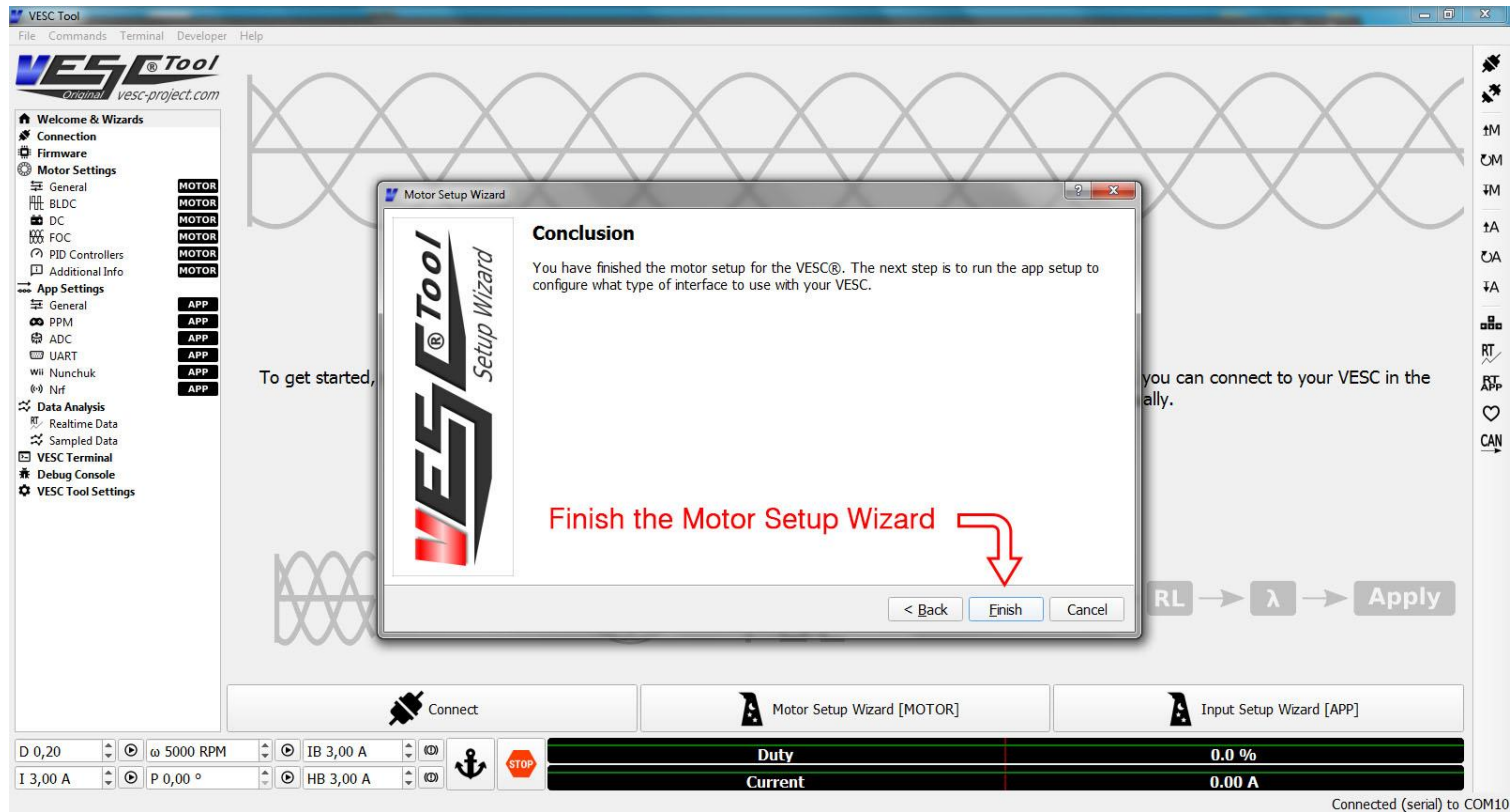 VESC Tool
File Commands Terminal Developer Help
VESC® Tool
Original vesc-project.com
Welcome & Wizards
Connection
Firmware
Motor Settings
General MOTOR
BLDC MOTOR
DC MOTOR
FOC MOTOR
PID Controllers MOTOR
Additional Info MOTOR
App Settings
General APP
PPM APP
ADC APP
UART APP
Wii Nunchuk APP
Nrf APP
Data Analysis
RT Realtime Data
Sampled Data
VESC Terminal
Debug Console
VESC Tool Settings
To get started,
you can connect to your VESC in the
ally.
Motor Setup Wizard
VESC® Tool
Setup Wizard
Conclusion
You have finished the motor setup for the VESC®. The next step is to run the app setup to
configure what type of interface to use with your VESC.
Finish the Motor Setup Wizard
< Back Finish Cancel
RL λ Apply
Connect Motor Setup Wizard [MOTOR] Input Setup Wizard [APP]
D 0,20 ω 5000 RPM IB 3,00 A STOP Duty 0.0 %
I 3,00 A P 0,00 ° HB 3,00 A Current 0.00 A
Connected (serial) to COM10
M
M
M
A
A
A
RT
RT APP
CAN